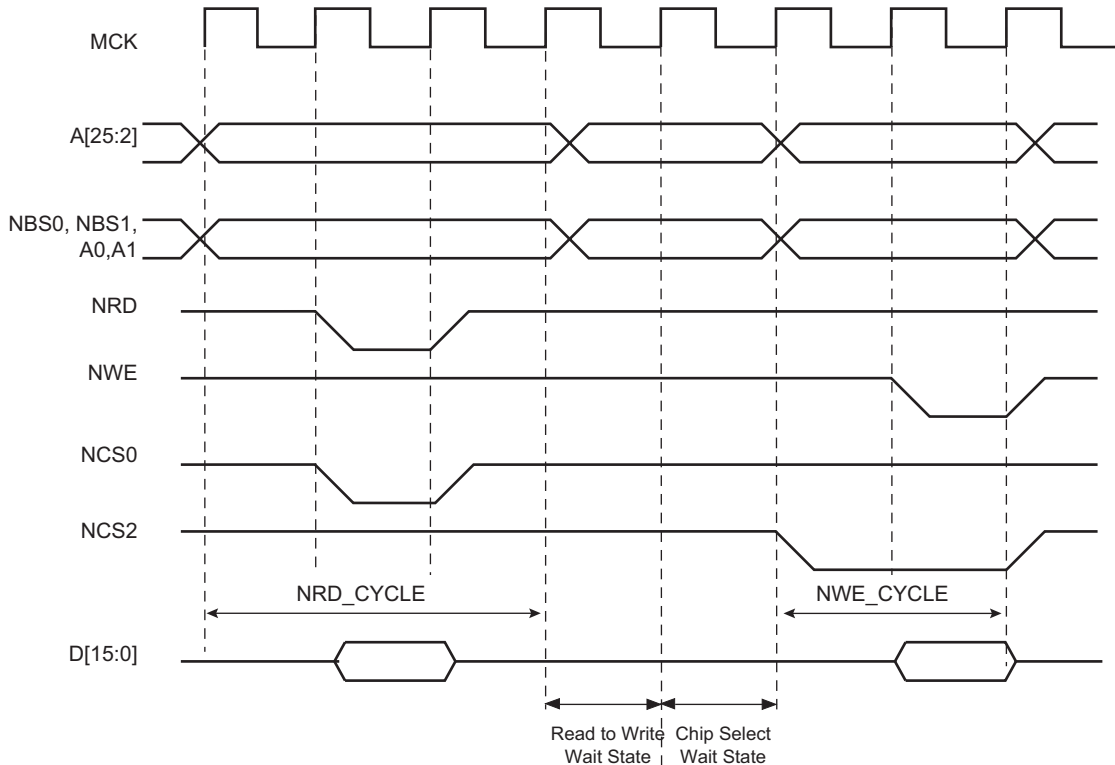 MCK
A[25:2]
NBS0, NBS1,
A0,A1
NRD
NWE
NCS0
NCS2
NRD_CYCLE
NWE_CYCLE
D[15:0]
Read to Write
Wait State
Chip Select
Wait State